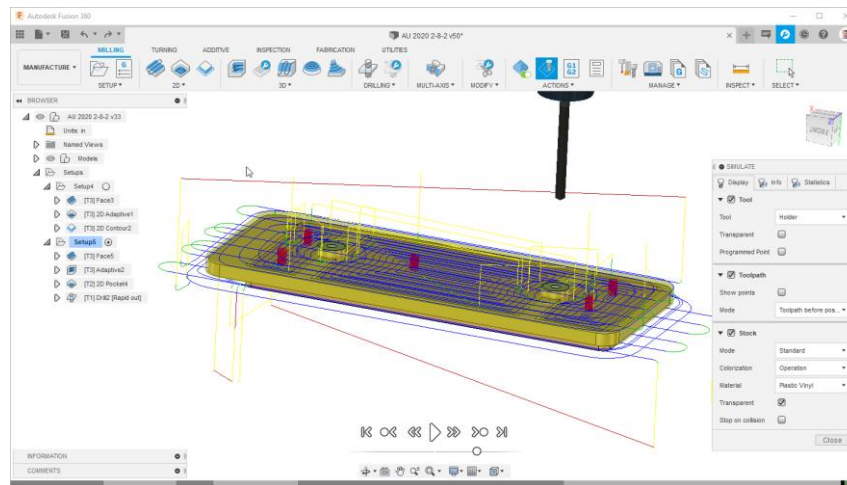 Autodesk Fusion 360
AU 2020 2-8-2 v50*
MILLING TURNING ADDITIVE INSPECTION FABRICATION UTILITIES
MANUFACTURE
G1
G2
SETUP 2D 3D DRILLING MULTI-AXIS MODIFY ACTIONS MANAGE INSPECT SELECT
BROWSER
AU 2020 2-8-2 v33
Units: in
Named Views
Models
Setups
Setup4
[T3] Face3
[T3] 2D Adaptive1
[T3] 2D Contour2
Setup5
[T3] Face5
[T3] Adaptive2
[T2] 2D Pocket4
[T1] Drill2 [Rapid out]
FRONT
SIMULATE
Display Info Statistics
Tool
Tool Holder
Transparent
Programmed Point
Toolpath
Show points
Mode Toolpath before pos...
Stock
Mode Standard
Colorization Operation
Material Plastic Vinyl
Transparent
Stop on collision
Close
INFORMATION
COMMENTS